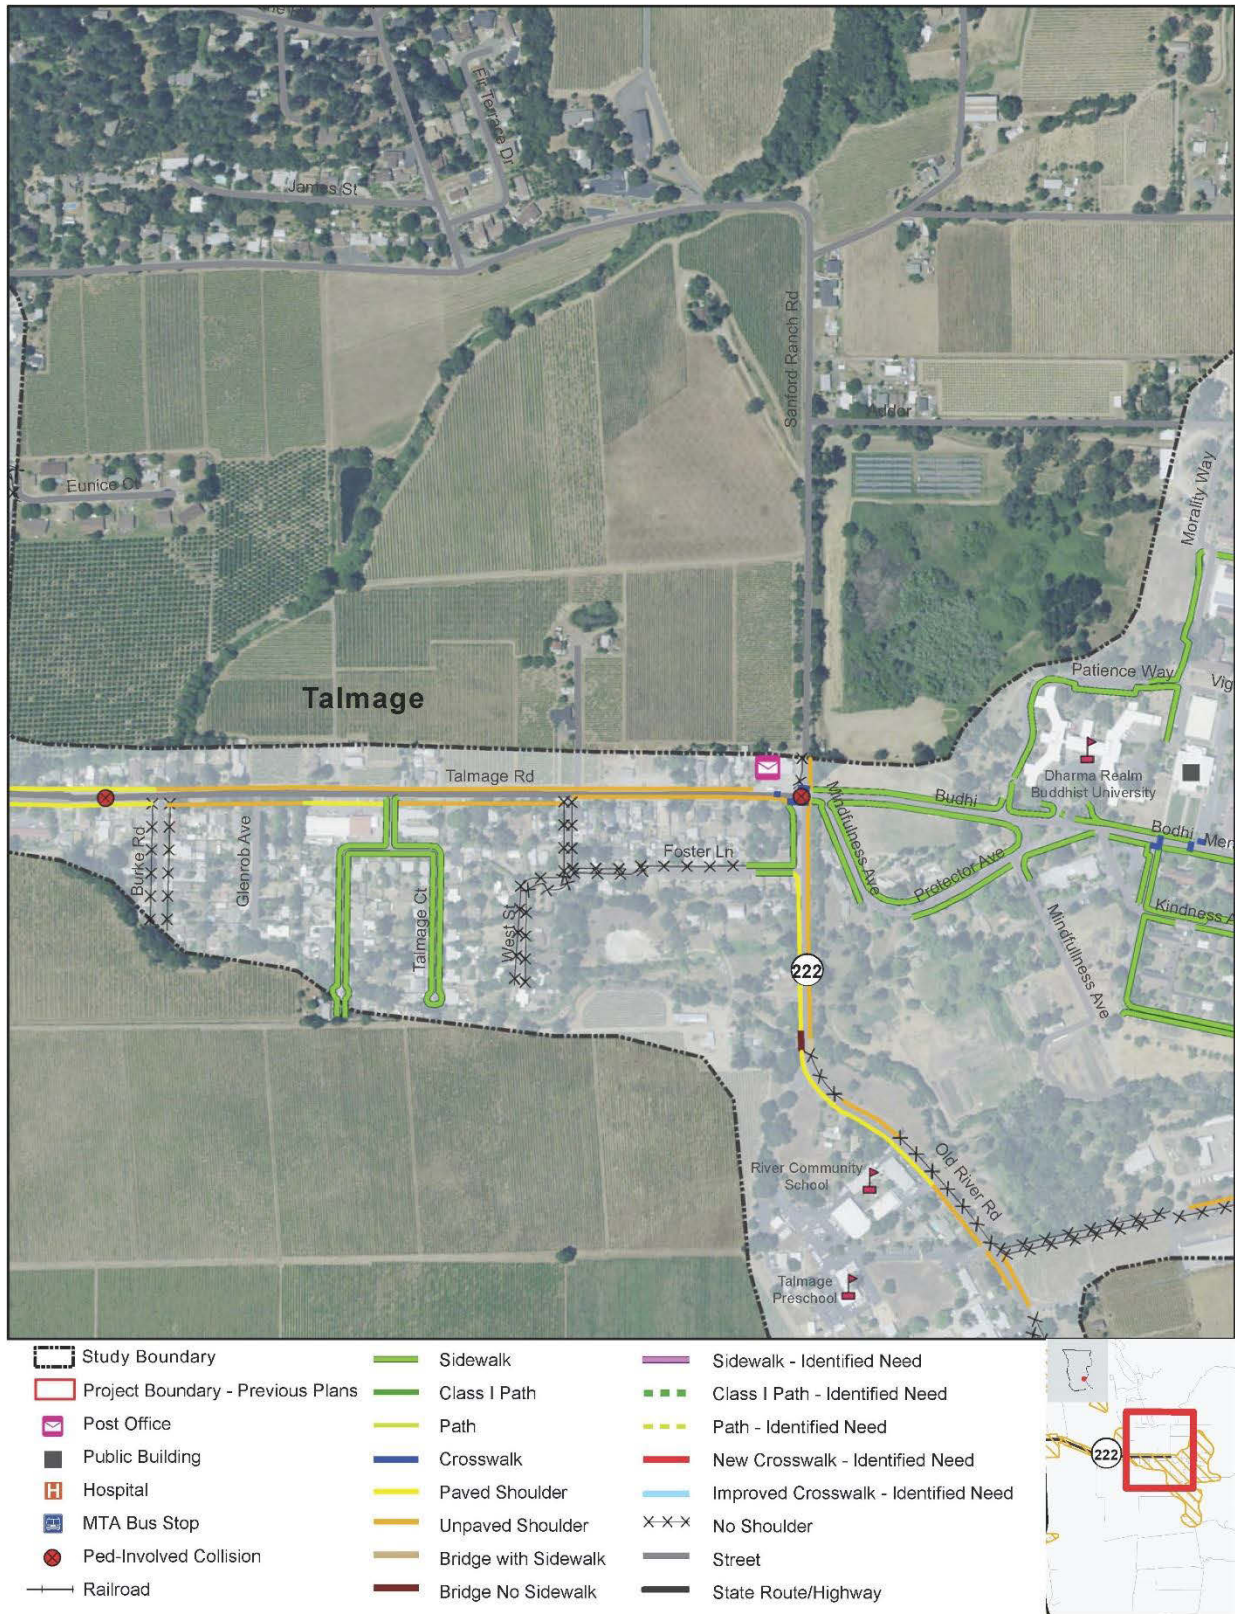 Fir Terrace Dr
James St
Sanford Ranch Rd
Addor
Eunice Ct
Morality Way
Talmage
Patience Way
Vig
Talmage Rd
Dharma Realm
Buddhist University
Budhi
Bodhi
Mer
Mindfulness Ave
Foster Ln
Burke Rd
Glenrob Ave
Protector Ave
Talmage Ct
West St
Kindness A
Mindfullness Ave
222
Old River Rd
River Community
School
Talmage
Preschool
Study Boundary
Project Boundary - Previous Plans
Post Office
Public Building
H
Hospital
MTA Bus Stop
Ped-Involved Collision
Railroad
Sidewalk
Class I Path
Path
Crosswalk
Paved Shoulder
Unpaved Shoulder
Bridge with Sidewalk
Bridge No Sidewalk
Sidewalk - Identified Need
Class I Path - Identified Need
Path - Identified Need
New Crosswalk - Identified Need
Improved Crosswalk - Identified Need
No Shoulder
Street
State Route/Highway
222